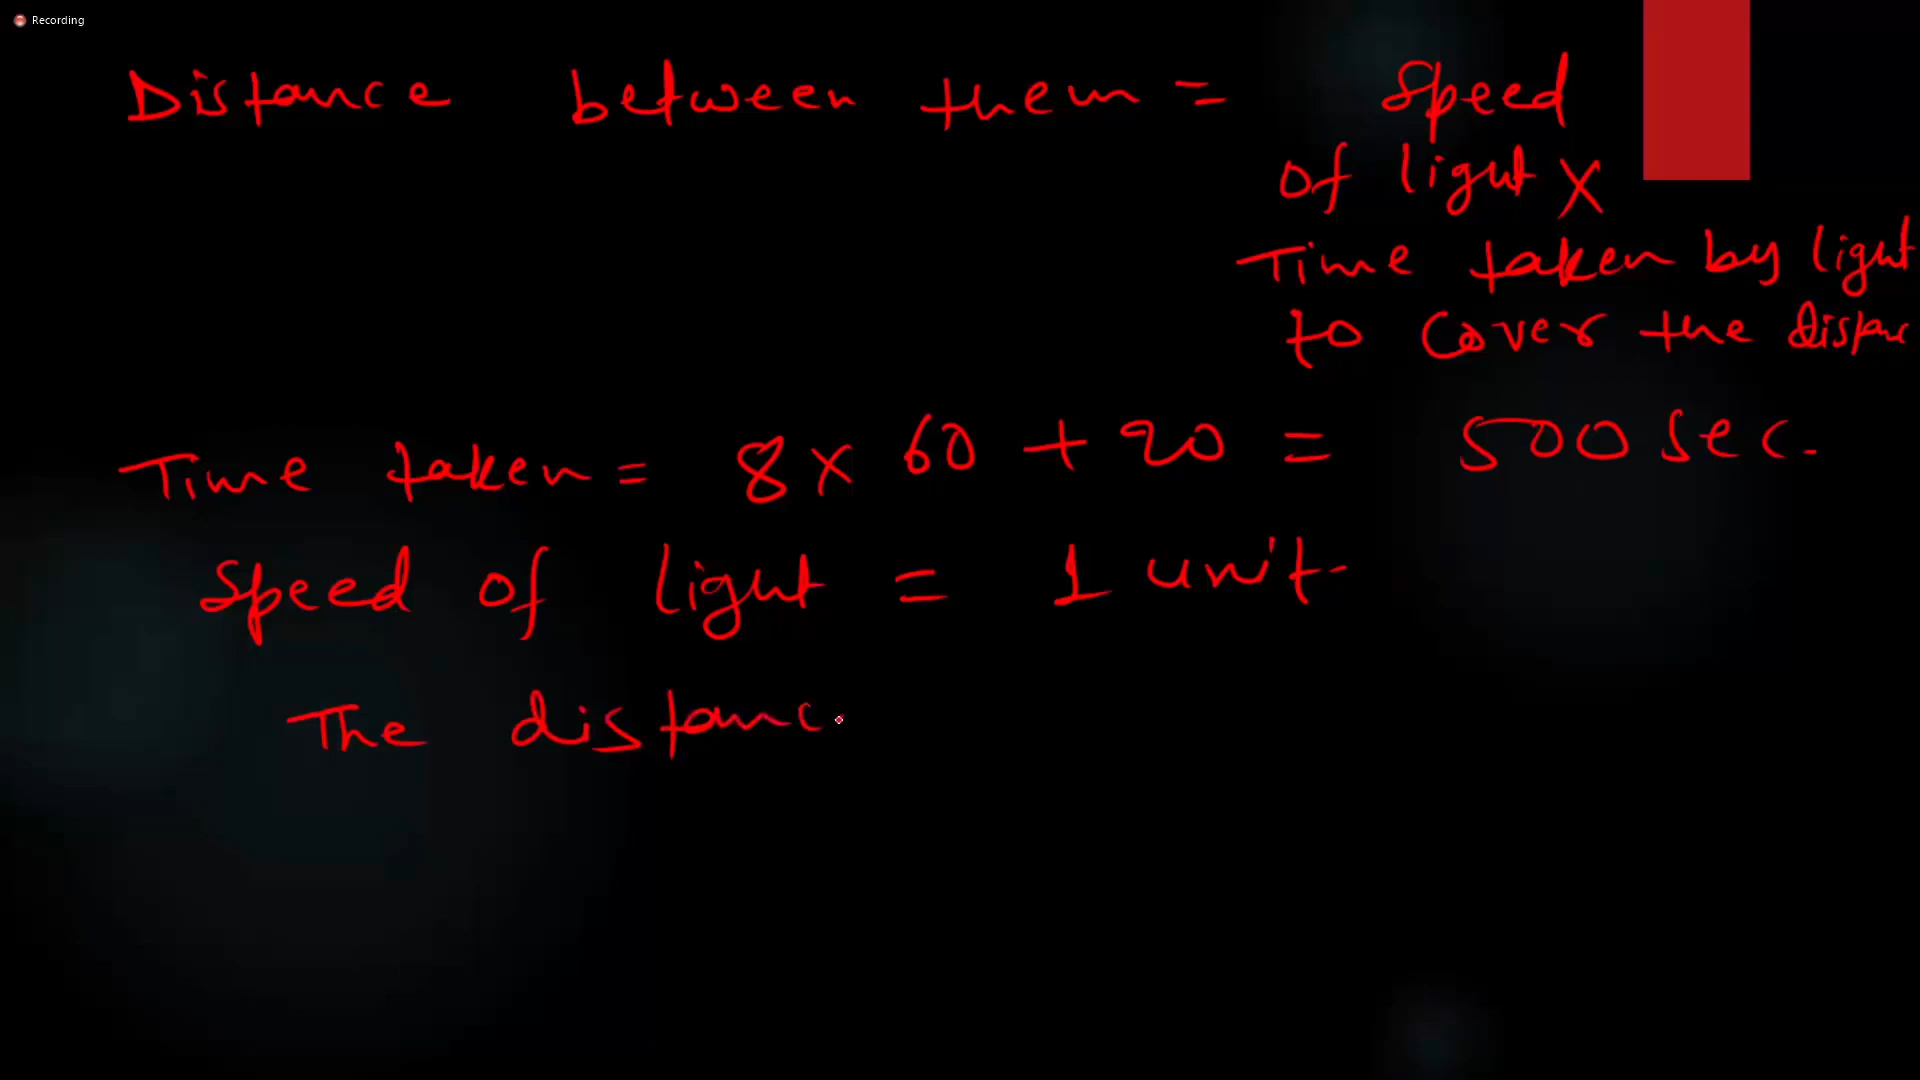 Recording
Distance between them = Speed
of light X
Time taken by light
to cover the distanc
Time taken = 8 x 60 + 20 = 500 sec.
Speed of light = 1 unit.
The distanc